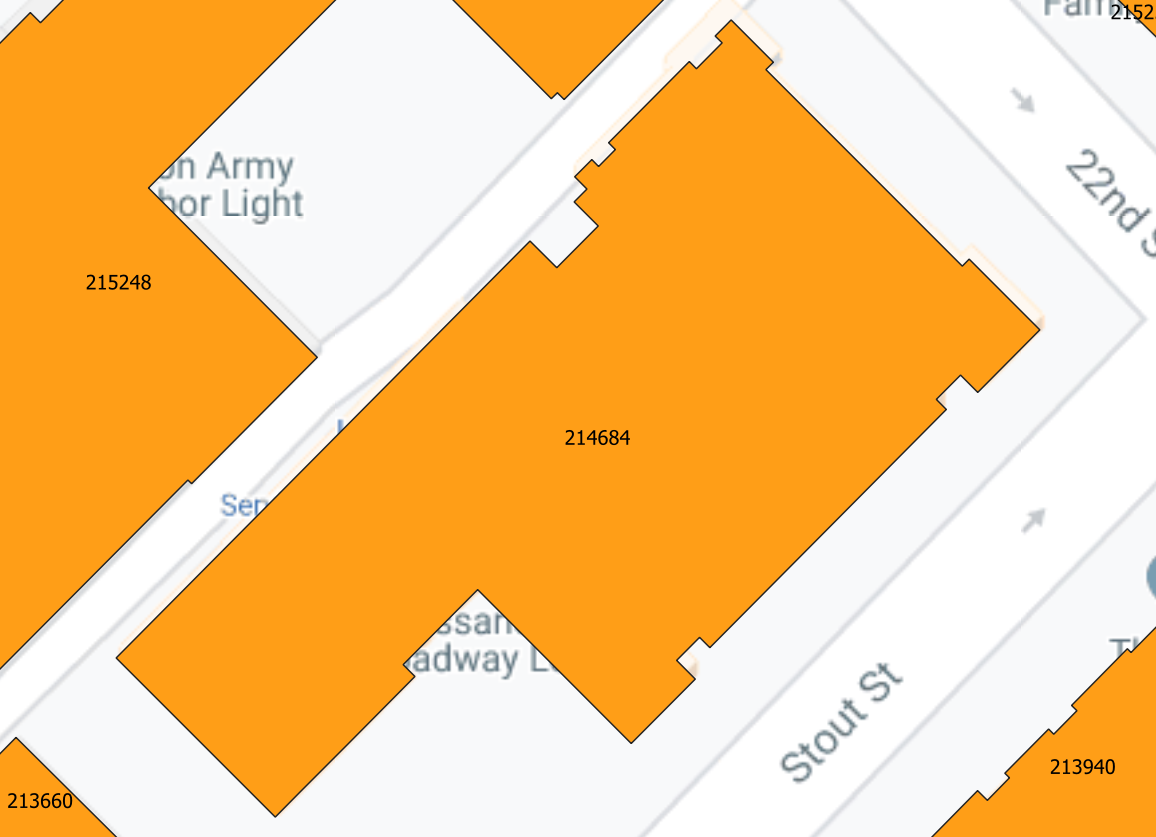 2152
on Army
bor Light
22nd S
215248
214684
Ser
ssan
adway L
Stout St
213940
213660